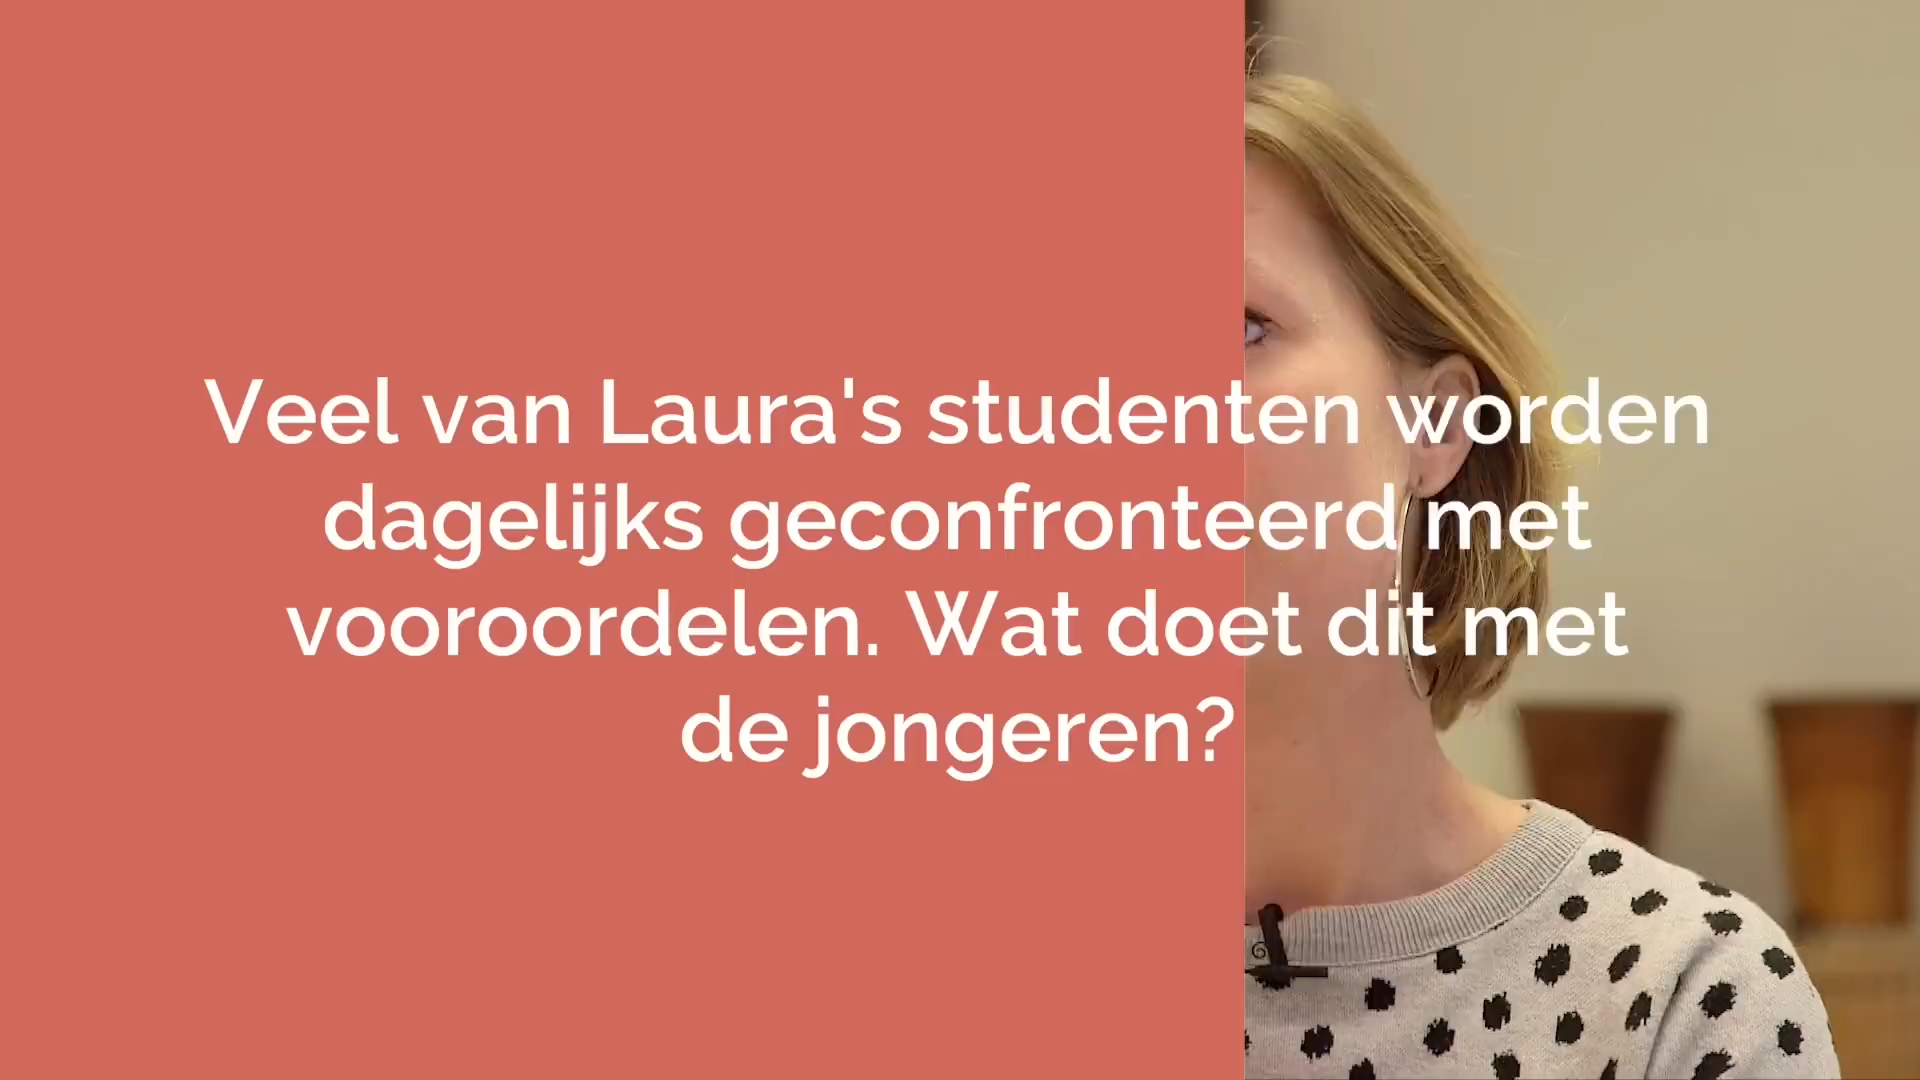 Veel van Laura's studenten worden
dagelijks geconfronteerd met
vooroordelen. Wat doet dit met
de jongeren?